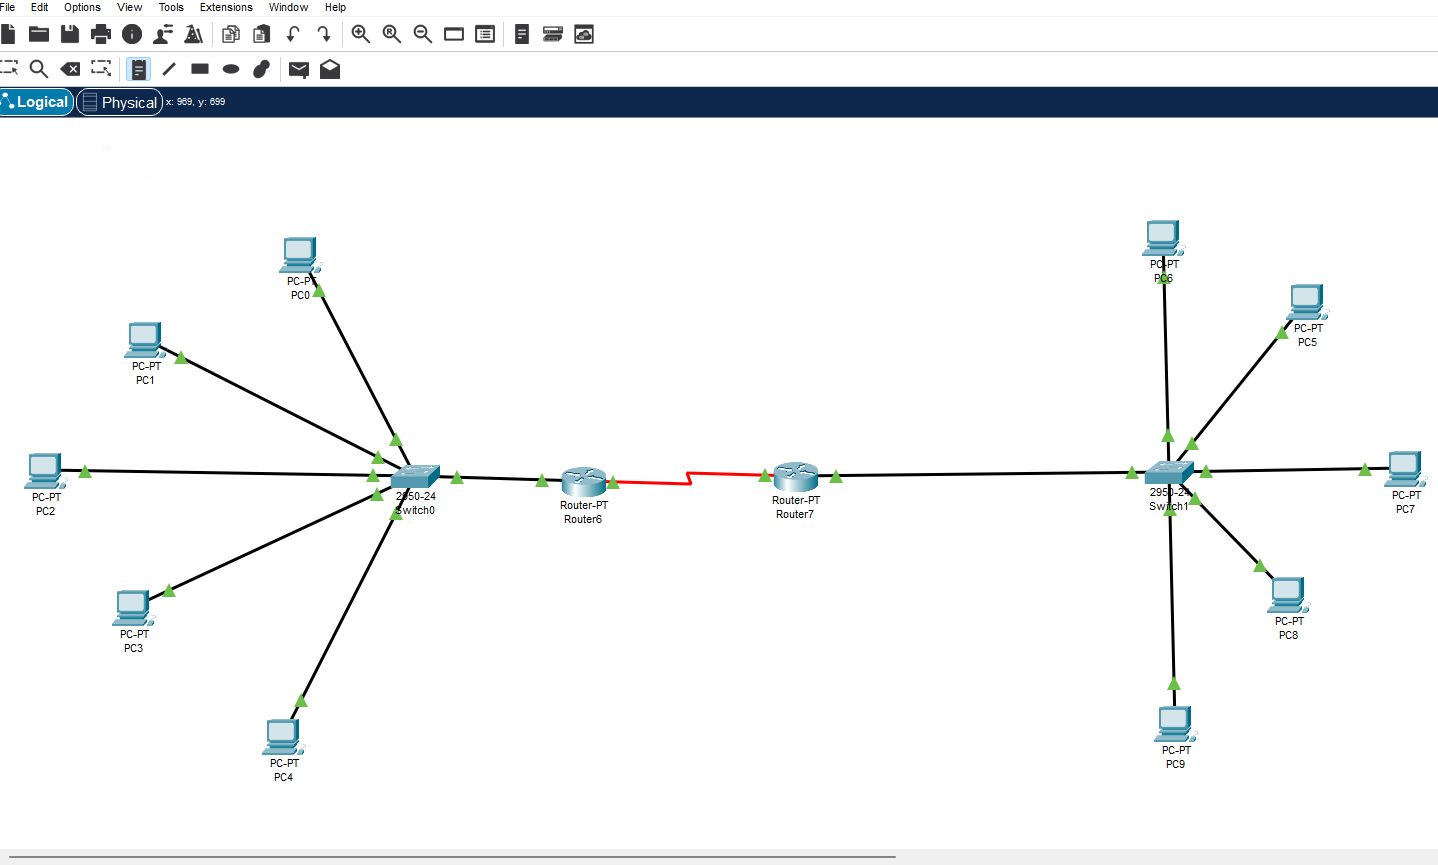 File Edit Options View Tools Extensions Window Help
Logical Physical x: 969, y: 699
PC-PT
PC6
PC-PT
PC0
PC-PT
PC5
PC-PT
PC1
PC-PT
PC2
2950-24
Switch0
Router-PT
Router6
Router-PT
Router7
2950-24
Switch1
PC-PT
PC7
PC-PT
PC3
PC-PT
PC8
PC-PT
PC4
PC-PT
PC9